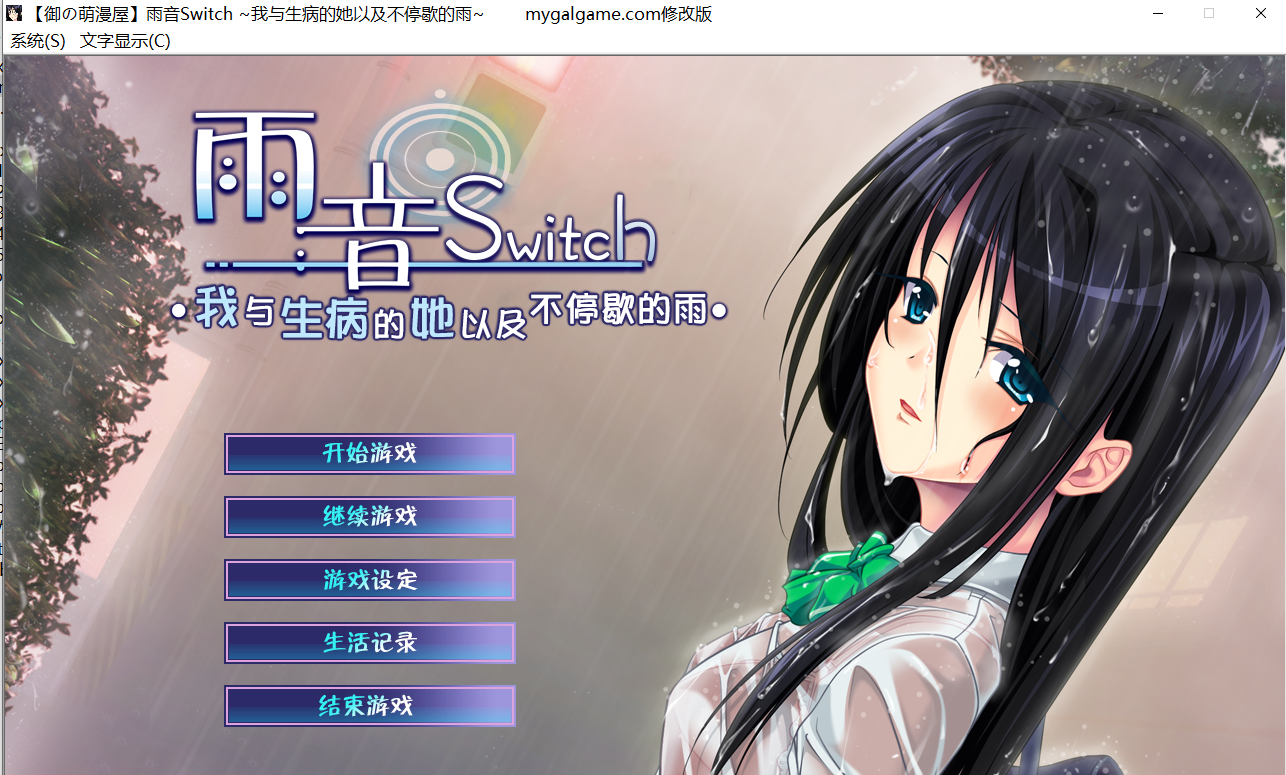 【御の萌漫屋】雨音Switch ~我与生病的她以及不停歇的雨~ mygalgame.com修改版
系统(S) 文字显示(C)
雨音Switch
•我与生病的她以及不停歇的雨•
开始游戏
继续游戏
游戏设定
生活记录
结束游戏